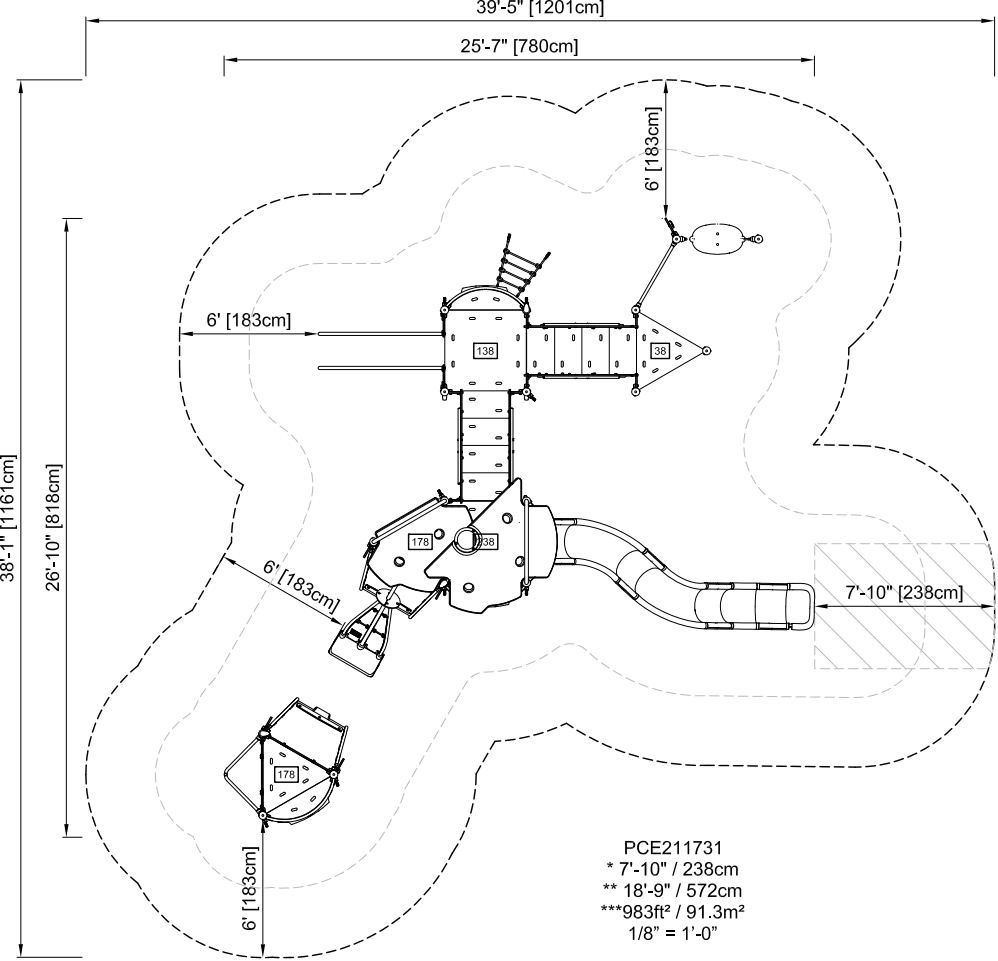 39'-5" [1201cm]
25'-7" [780cm]
6' [183cm]
6' [183cm]
138
38
38'-1" [1161cm]
26'-10" [818cm]
178
38
6' [183cm]
7'-10" [238cm]
178
6' [183cm]
PCE211731
* 7'-10" / 238cm
** 18'-9" / 572cm
***983ft² / 91.3m²
1/8” = 1’-0”